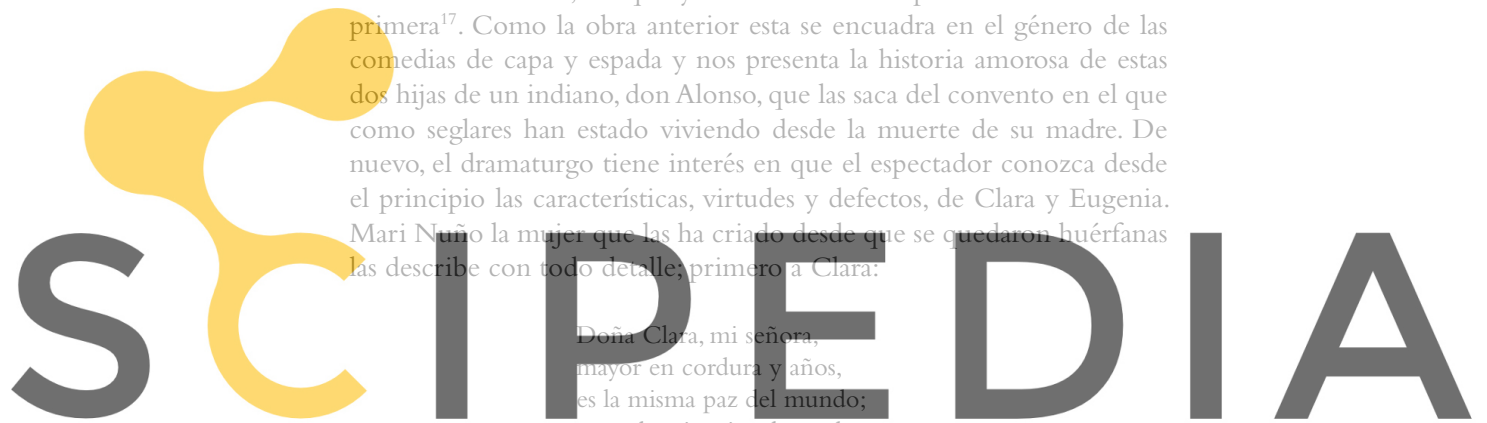 primera¹⁷. Como la obra anterior esta se encuadra en el género de las
comedias de capa y espada y nos presenta la historia amorosa de estas
dos hijas de un indiano, don Alonso, que las saca del convento en el que
como seglares han estado viviendo desde la muerte de su madre. De
nuevo, el dramaturgo tiene interés en que el espectador conozca desde
el principio las características, virtudes y defectos, de Clara y Eugenia.
Mari Nuño la mujer que las ha criado desde que se quedaron huérfanas
las describe con todo detalle; primero a Clara:
SCIPEDIA
Doña Clara, mi señora,
mayor en cordura y años,
es la misma paz del mundo;